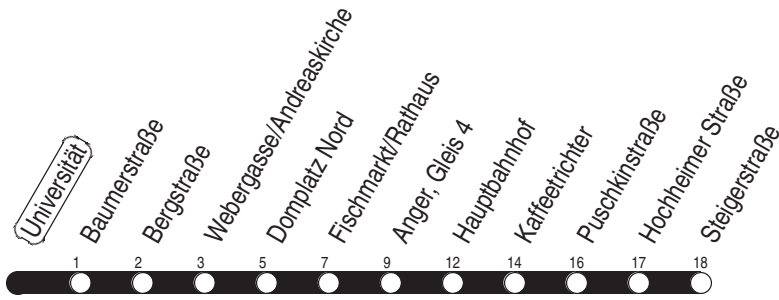 Universität
Baumerstraße
Bergstraße
Webergasse/Andreaskirche
Domplatz Nord
Fischmarkt/Rathaus
Anger, Gleis 4
Hauptbahnhof
Kaffeetrichter
Puschkinstraße
Hochheimer Straße
Steigerstraße
1 2 3 5 7 9 12 14 16 17 18